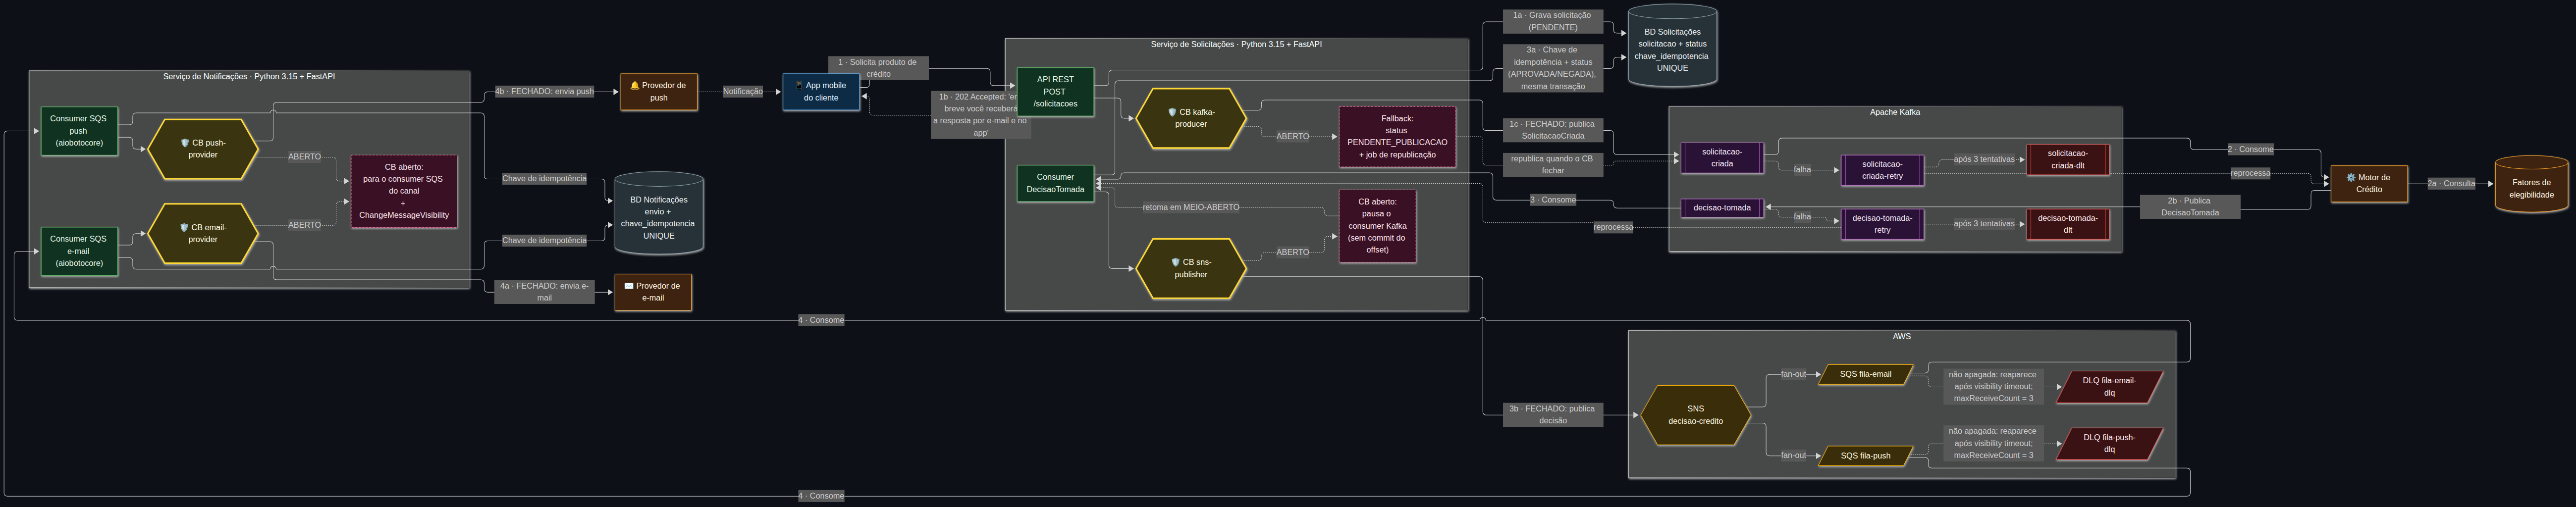 Serviço de Notificações · Python 3.15 + FastAPI
Consumer SQS
push
(aiobotocore)
🛡️ CB push-
provider
ABERTO
CB aberto:
para o consumer SQS
do canal
+
ChangeMessageVisibility
Consumer SQS
e-mail
(aiobotocore)
🛡️ CB email-
provider
ABERTO
4b · FECHADO: envia push
Chave de idempotência
Chave de idempotência
4a · FECHADO: envia e-
mail
🔔 Provedor de
push
Notificação
BD Notificações
envio +
chave_idempotencia
UNIQUE
✉️ Provedor de
e-mail
📱 App mobile
do cliente
1 · Solicita produto de
crédito
1b · 202 Accepted: 'em
breve você receberá
a resposta por e-mail e no
app'
Serviço de Solicitações · Python 3.15 + FastAPI
API REST
POST
/solicitacoes
🛡️ CB kafka-
producer
ABERTO
Fallback:
status
PENDENTE_PUBLICACAO
+ job de republicação
Consumer
DecisaoTomada
retoma em MEIO-ABERTO
CB aberto:
pausa o
consumer Kafka
(sem commit do
offset)
🛡️ CB sns-
publisher
ABERTO
1a · Grava solicitação
(PENDENTE)
3a · Chave de
idempotência + status
(APROVADA/NEGADA),
mesma transação
BD Solicitações
solicitacao + status
chave_idempotencia
UNIQUE
1c · FECHADO: publica
SolicitacaoCriada
republica quando o CB
fechar
3 · Consome
reprocessa
3b · FECHADO: publica
decisão
Apache Kafka
solicitacao-
criada
falha
solicitacao-
criada-retry
após 3 tentativas
solicitacao-
criada-dlt
decisao-tomada
falha
decisao-tomada-
retry
após 3 tentativas
decisao-tomada-
dlt
2 · Consome
reprocessa
2b · Publica
DecisaoTomada
⚙️ Motor de
Crédito
2a · Consulta
Fatores de
elegibilidade
4 · Consome
4 · Consome
AWS
SNS
decisao-credito
fan-out
fan-out
SQS fila-email
SQS fila-push
não apagada: reaparece
após visibility timeout;
maxReceiveCount = 3
não apagada: reaparece
após visibility timeout;
maxReceiveCount = 3
DLQ fila-email-
dlq
DLQ fila-push-
dlq